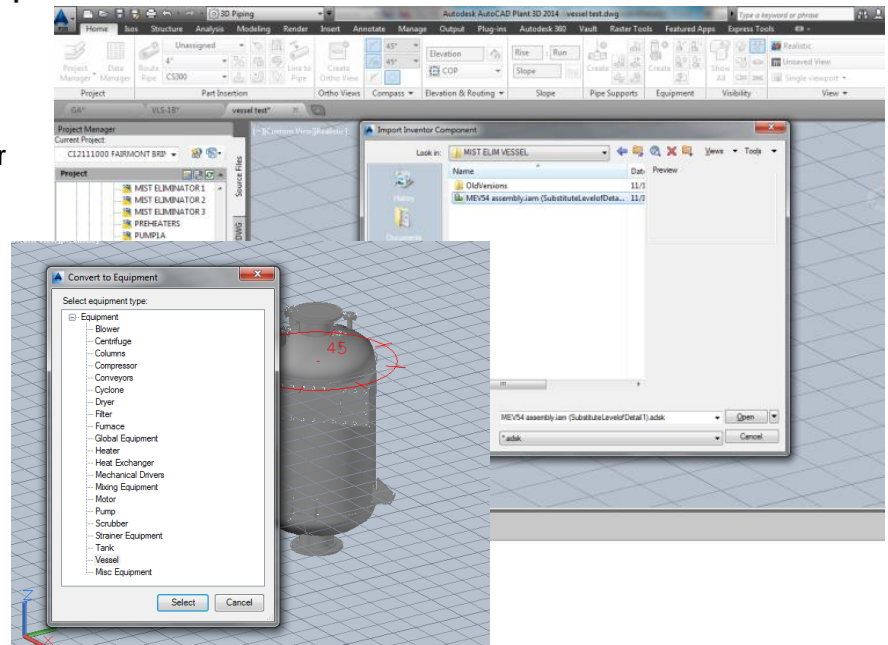 3D Piping
Autodesk AutoCAD Plant 3D 2014 vessel test.dwg
Type a keyword or phrase
Home Isos Structure Analysis Modeling Render Insert Annotate Manage Output Plug-ins Autodesk 360 Vault Raster Tools Featured Apps Express Tools
Project Manager
Data Manager
Route Pipe
Unassigned
4"
CS300
Line to Pipe
Create Ortho View
45°
45°
Elevation
COP
Rise
Run
Slope
Create
Create
Show All
Realistic
Unsaved View
Single viewport
Project Part Insertion Ortho Views Compass Elevation & Routing Slope Pipe Supports Equipment Visibility View
GA* VLS-1B* vessel test*
Project Manager
Current Project:
CL2111000 FAIRMONT BRP
Project
MIST ELIMINATOR 1
MIST ELIMINATOR 2
MIST ELIMINATOR 3
PREHEATERS
PUMP1A
Source Files
DWG
[-][Custom View][Realistic]
Import Inventor Component
Look in: MIST ELIM VESSEL
Views Tools
Name Dat
Preview
OldVersions 11/1
MEV54 assembly.iam (SubstituteLevelofDeta... 11/1
History
Documents
MEV54 assembly.iam (SubstituteLevelofDetail1).adsk
Open
*.adsk
Cancel
r
Convert to Equipment
Select equipment type:
Equipment
Blower
Centrifuge
Columns
Compressor
Conveyors
Cyclone
Dryer
Filter
Furnace
Global Equipment
Heater
Heat Exchanger
Mechanical Drivers
Mixing Equipment
Motor
Pump
Scrubber
Strainer Equipment
Tank
Vessel
Misc Equipment
Select Cancel
45
Z
X